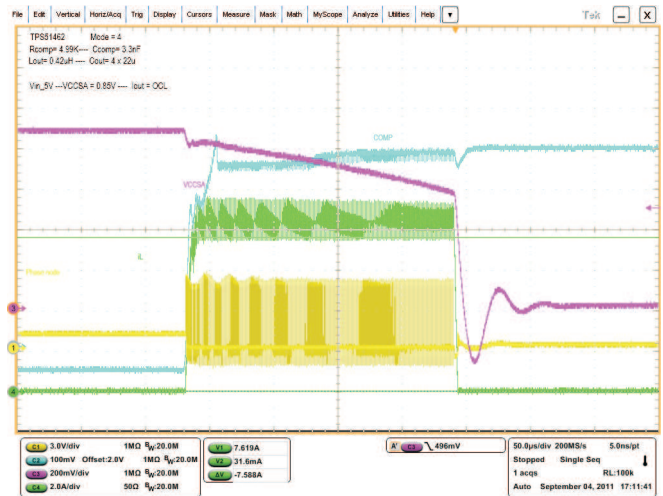 File Edit Vertical Horiz/Acq Trig Display Cursors Measure Mask Math MyScope Analyze Utilities Help Tek X
TPS51462 Mode = 4
Rcomp= 4.99K---- Ccomp= 3.3nF
Lout= 0.42uH ---- Cout= 4 x 22u
Vin_5V ---VCCSA = 0.85V ---- Iout = OCL
COMP
VCCSA
iL
Phase node
3
1
4
C1 3.0V/div 1MΩ BW:20.0M
C2 100mV Offset:2.0V 1MΩ BW:20.0M
C3 200mV/div 1MΩ BW:20.0M
C4 2.0A/div 50Ω BW:20.0M
V1 7.619A
V2 31.6mA
ΔV -7.588A
A' C3 496mV
50.0µs/div 200MS/s 5.0ns/pt
Stopped Single Seq
1 acqs RL:100k
Auto September 04, 2011 17:11:41